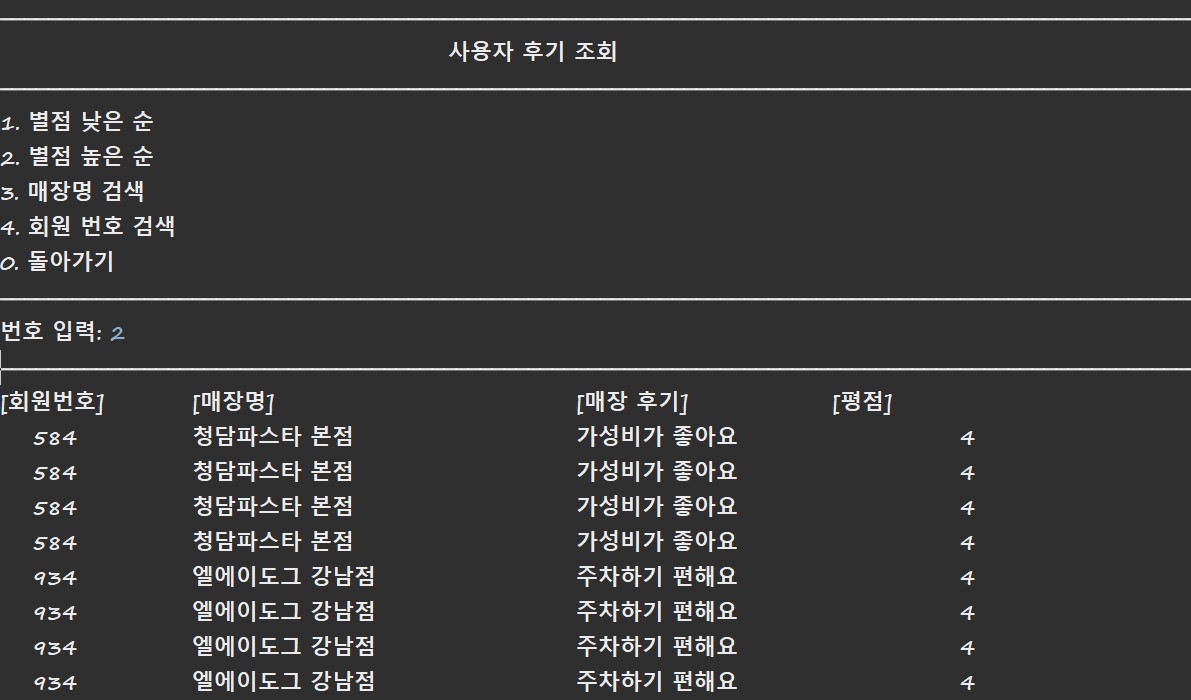 사용자 후기 조회
1. 별점 낮은 순
2. 별점 높은 순
3. 매장명 검색
4. 회원 번호 검색
0. 돌아가기
번호 입력: 2
[회원번호] [매장명] [매장 후기] [평점]
584 청담파스타 본점 가성비가 좋아요 4
584 청담파스타 본점 가성비가 좋아요 4
584 청담파스타 본점 가성비가 좋아요 4
584 청담파스타 본점 가성비가 좋아요 4
934 엘에이도그 강남점 주차하기 편해요 4
934 엘에이도그 강남점 주차하기 편해요 4
934 엘에이도그 강남점 주차하기 편해요 4
934 엘에이도그 강남점 주차하기 편해요 4